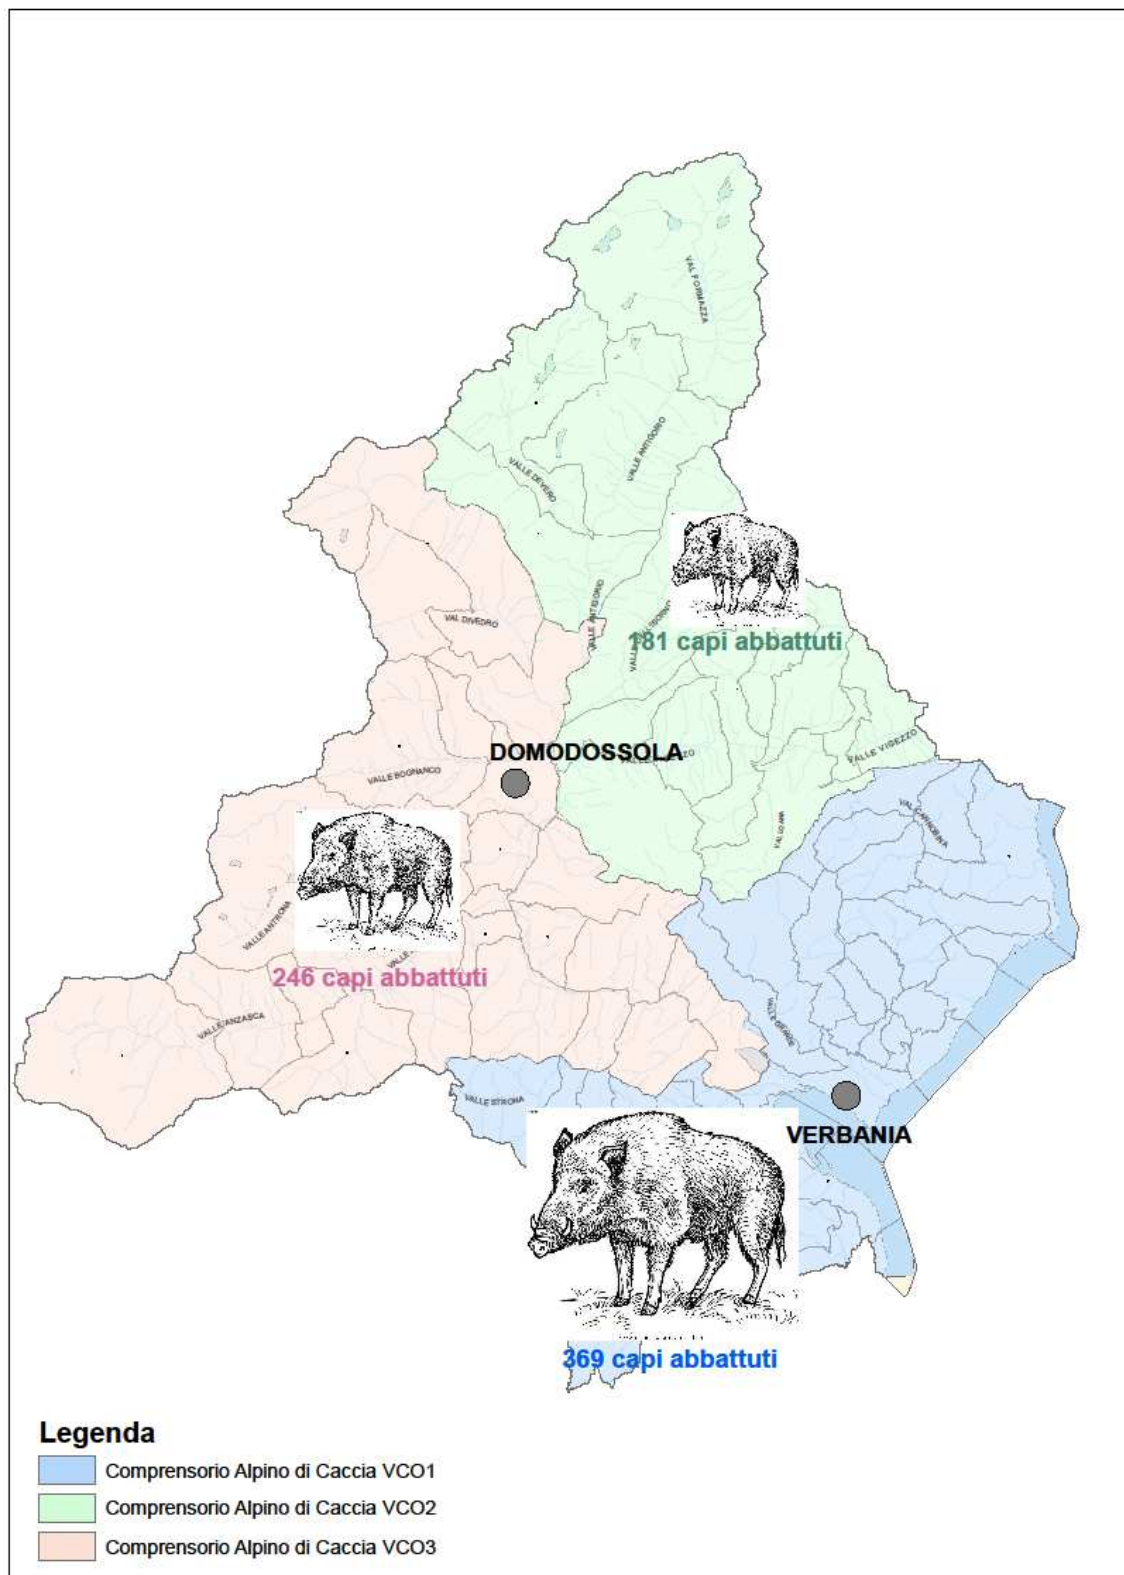 VAL FORMAZZA
VALLE ANTIGORIO
VALLE DEVERO
VALLE ANTIGORIO
181 capi abbattuti
VAL DIVEDRO
DOMODOSSOLA
VALLE VIGEZZO
VALLE BOGNANCO
VALLE ANTRONA
246 capi abbattuti
VALLE ANZASCA
VALLE STRONA
VERBANIA
369 capi abbattuti
Legenda
Comprensorio Alpino di Caccia VCO1
Comprensorio Alpino di Caccia VCO2
Comprensorio Alpino di Caccia VCO3